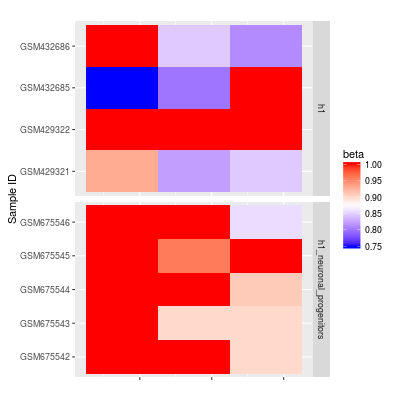 GSM432686
GSM432685
GSM429322
GSM429321
h1
GSM675546
GSM675545
GSM675544
GSM675543
GSM675542
h1_neuronal_progenitors
Sample ID
beta
1.00
0.95
0.90
0.85
0.80
0.75